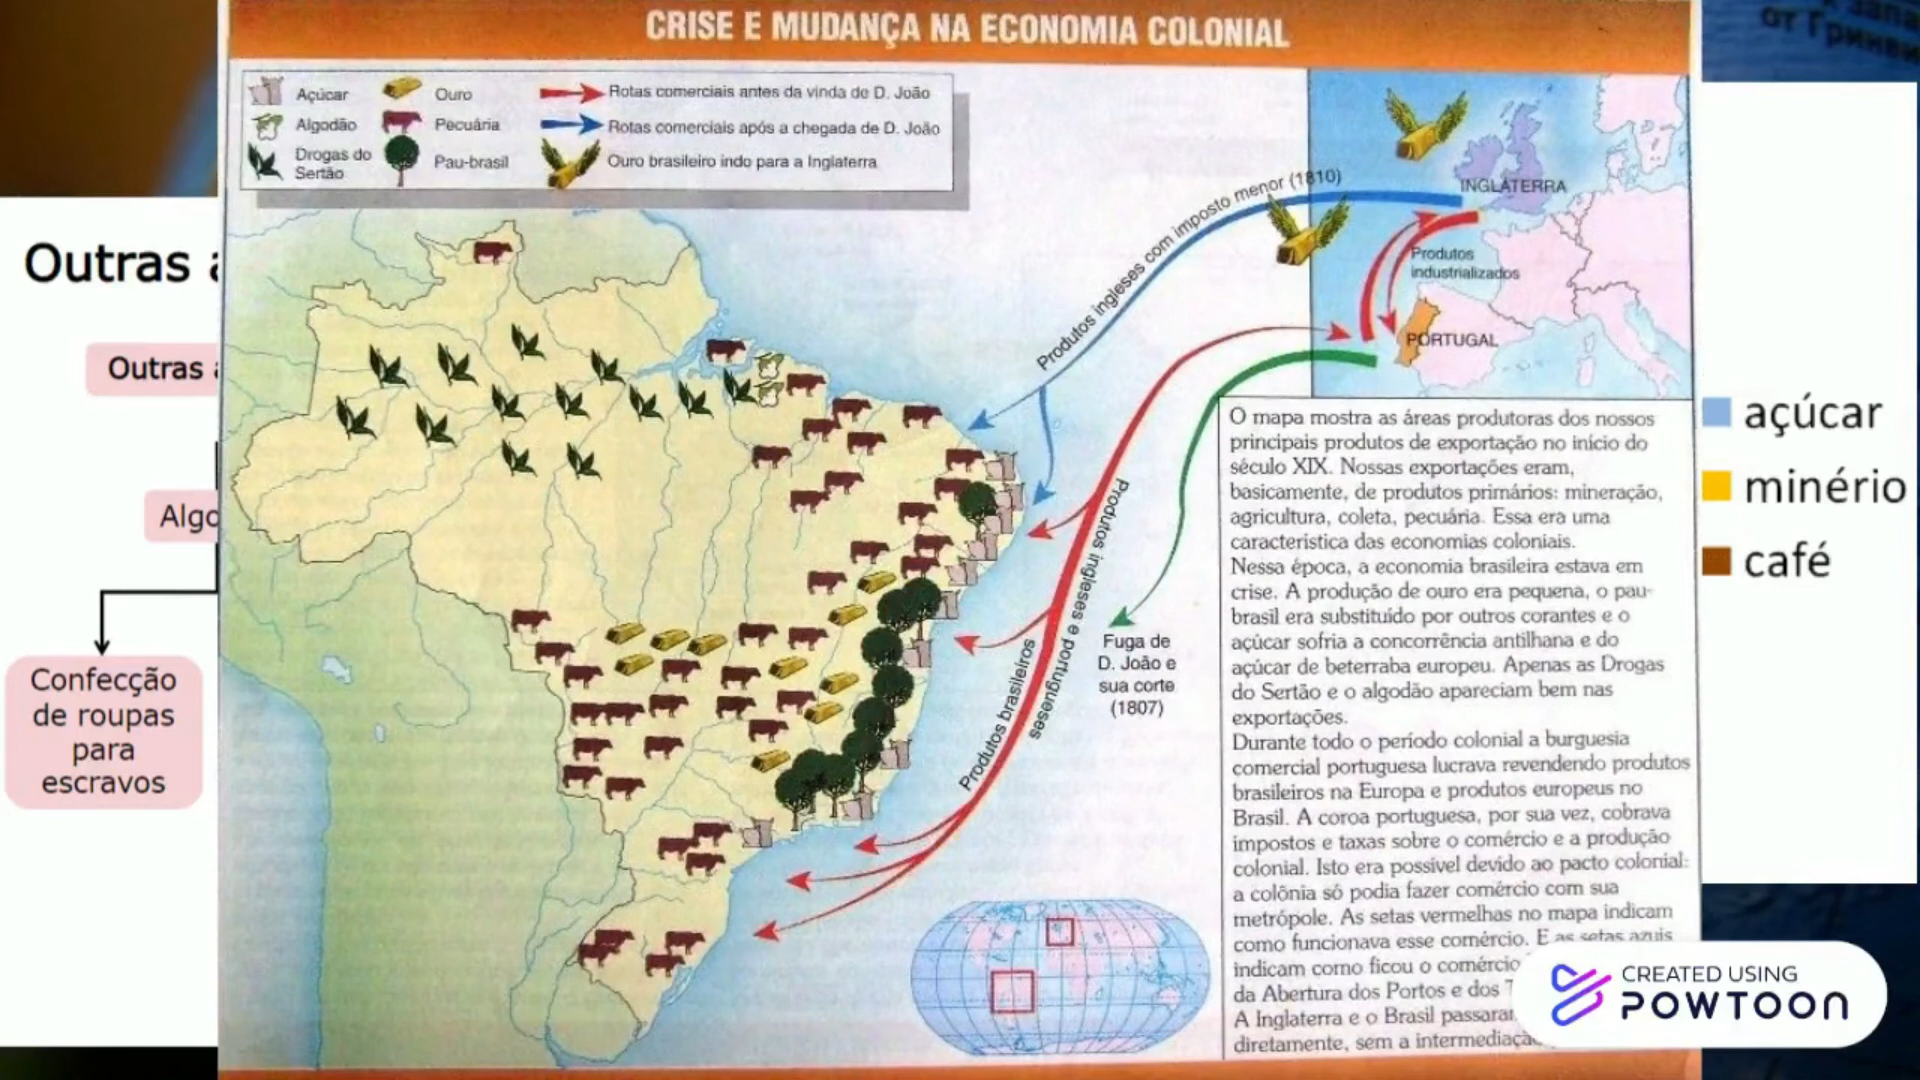 CRISE E MUDANÇA NA ECONOMIA COLONIAL
Açúcar
Algodão
Drogas do
Sertão
Ouro
Pecuária
Pau-brasil
Rotas comerciais antes da vinda de D. João
Rotas comerciais após a chegada de D. João
Ouro brasileiro indo para a Inglaterra
INGLATERRA
Produtos
industrializados
PORTUGAL
Produtos ingleses com imposto menor (1810)
Produtos ingleses e portugueses
Produtos brasileiros
Fuga de
D. João e
sua corte
(1807)
O mapa mostra as áreas produtoras dos nossos
principais produtos de exportação no início do
século XIX. Nossas exportações eram,
basicamente, de produtos primários: mineração,
agricultura, coleta, pecuária. Essa era uma
característica das economias coloniais.
Nessa época, a economia brasileira estava em
crise. A produção de ouro era pequena, o pau-
brasil era substituído por outros corantes e o
açúcar sofria a concorrência antilhana e do
açúcar de beterraba europeu. Apenas as Drogas
do Sertão e o algodão apareciam bem nas
exportações.
Durante todo o período colonial a burguesia
comercial portuguesa lucrava revendendo produtos
brasileiros na Europa e produtos europeus no
Brasil. A coroa portuguesa, por sua vez, cobrava
impostos e taxas sobre o comércio e a produção
colonial. Isto era possível devido ao pacto colonial:
a colônia só podia fazer comércio com sua
metrópole. As setas vermelhas no mapa indicam
como funcionava esse comércio. E as setas azuis
indicam como ficou o comércio
da Abertura dos Portos e dos T
A Inglaterra e o Brasil passaram
diretamente, sem a intermediaçã
Outras a
Outras a
Algo
Confecção
de roupas
para
escravos
açúcar
minério
café
от Гринви
CREATED USING
POWTOON